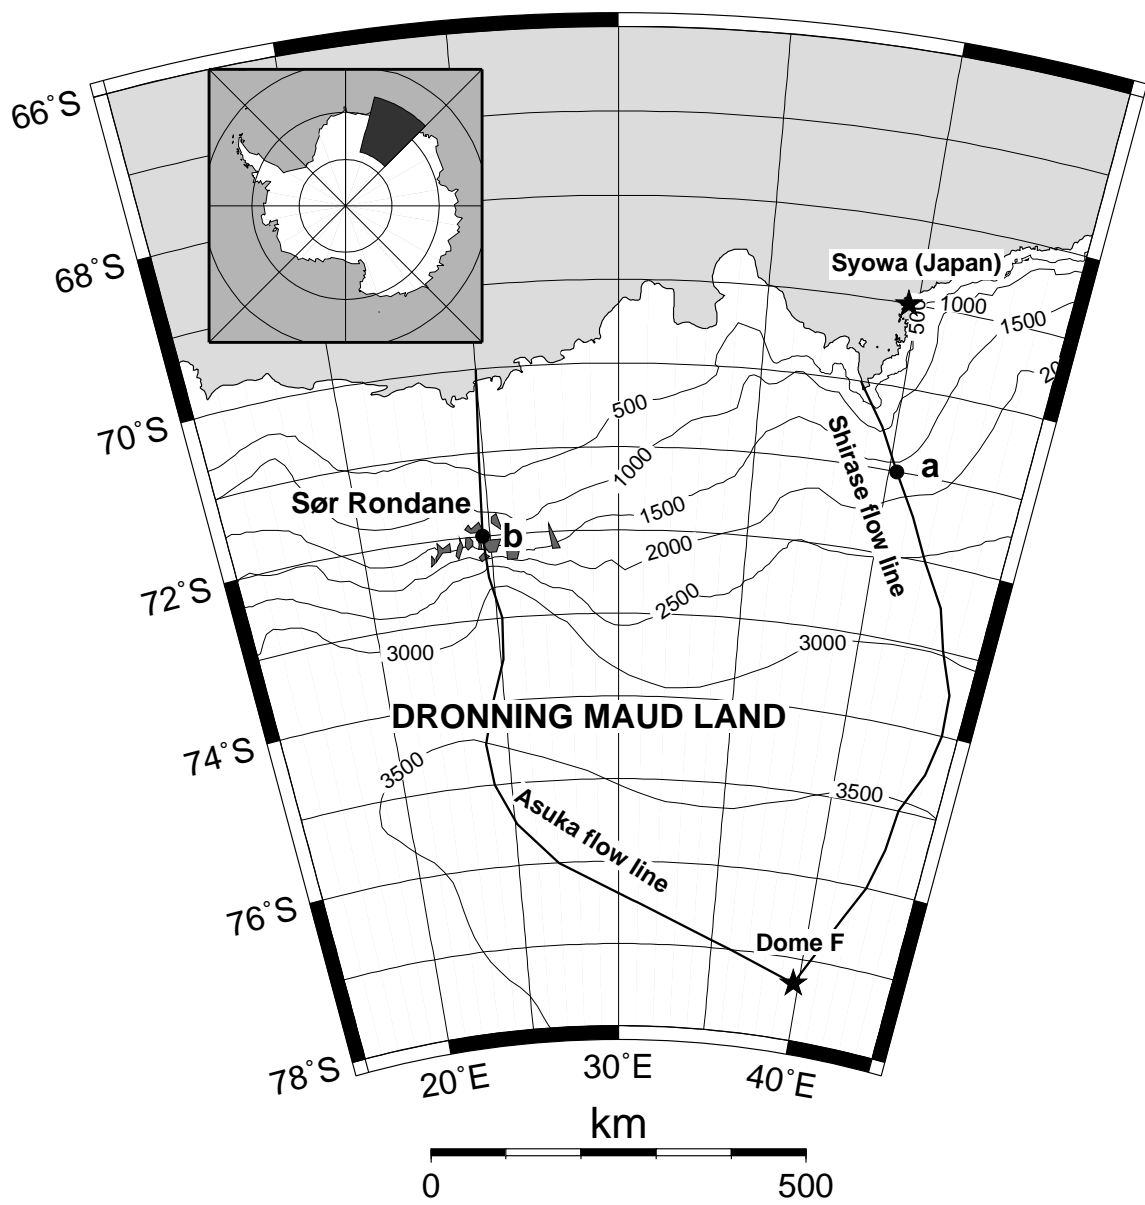 66°S
68°S
70°S
72°S
74°S
76°S
78°S
Syowa (Japan)
500
1000
1500
20
500
1000
1500
2000
2500
3000
3000
3500
3500
Shirase flow line
a
Sør Rondane
b
DRONNING MAUD LAND
Asuka flow line
Dome F
20°E
30°E
40°E
km
0
500